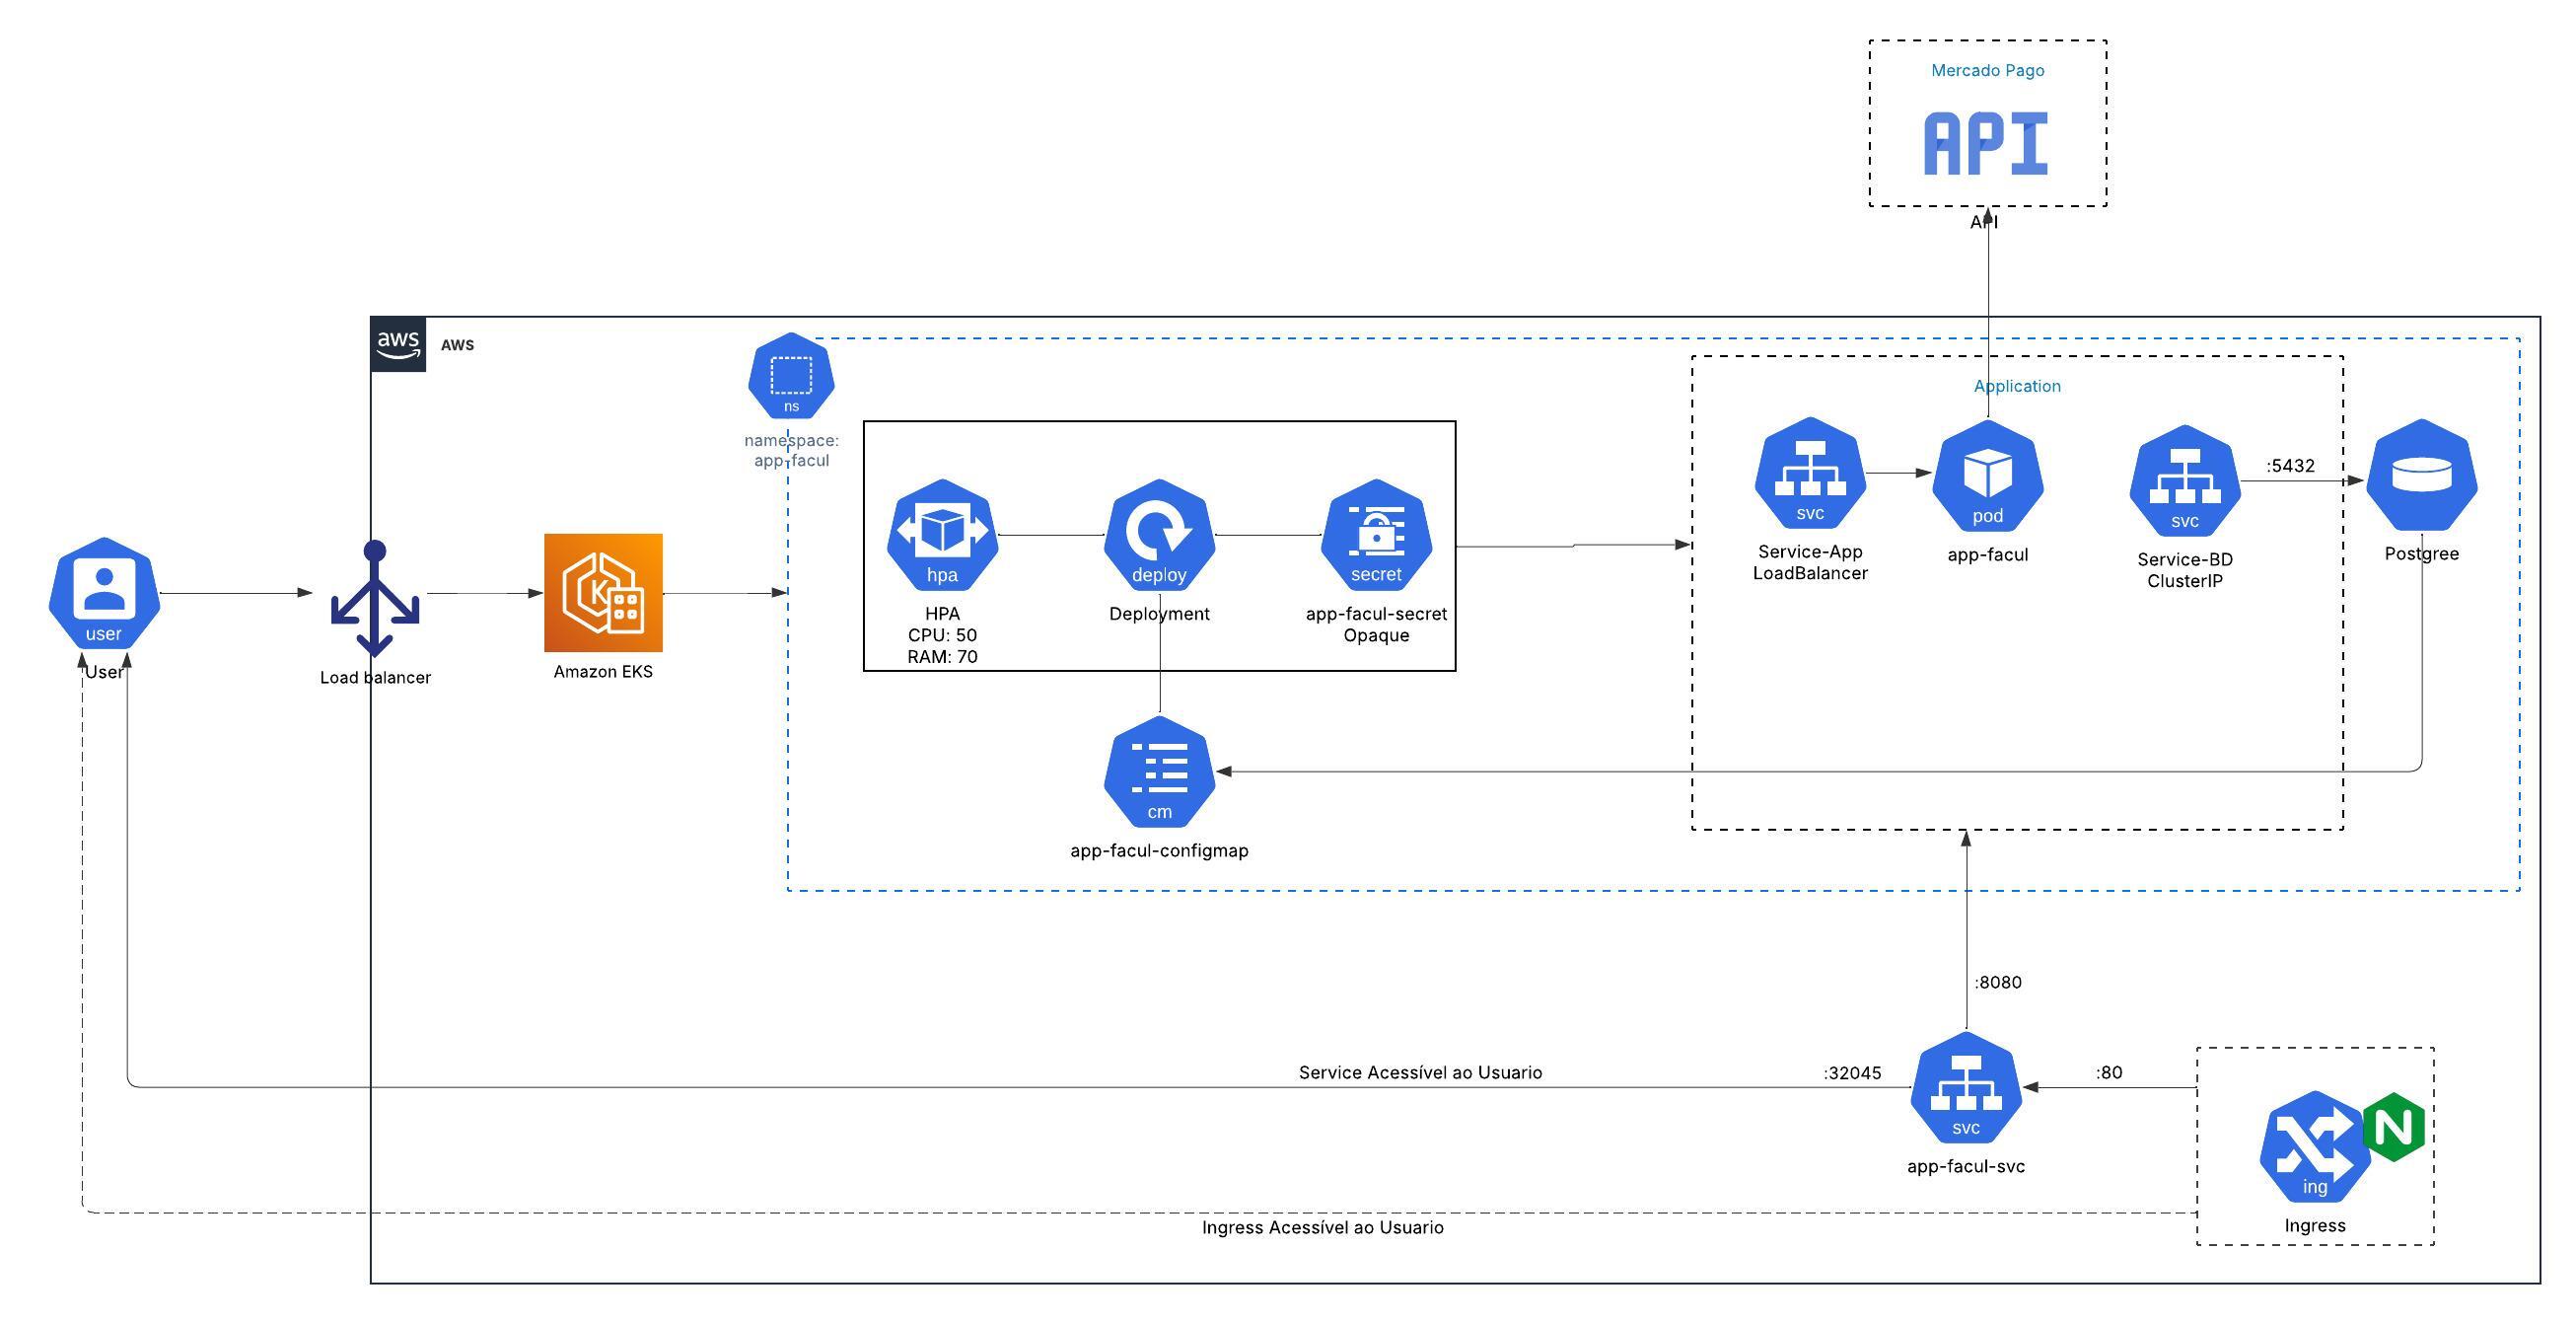 Mercado Pago
API
API
aws
AWS
ns
namespace:
app-facul
Application
hpa
HPA
CPU: 50
RAM: 70
deploy
Deployment
secret
app-facul-secret
Opaque
svc
Service-App
LoadBalancer
pod
app-facul
svc
Service-BD
ClusterIP
:5432
Postgree
user
User
Load balancer
K
Amazon EKS
cm
app-facul-configmap
:8080
Service Acessível ao Usuario
:32045
svc
app-facul-svc
:80
N
ing
Ingress
Ingress Acessível ao Usuario